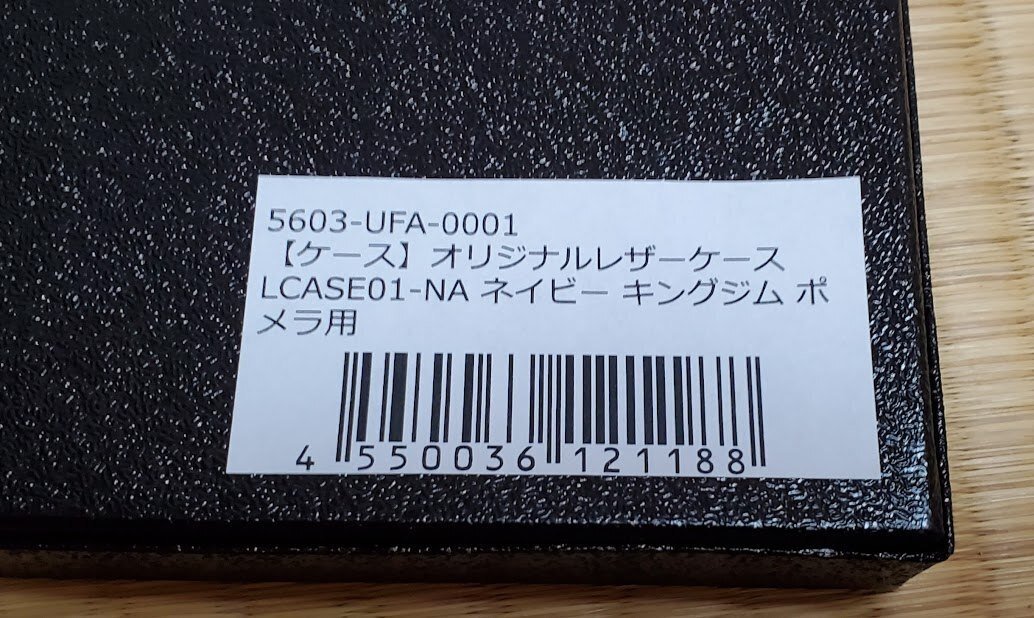 5603-UFA-0001
【ケース】オリジナルレザーケース
LCASE01-NA ネイビー キングジム ポ
メラ用
4 550036 121188